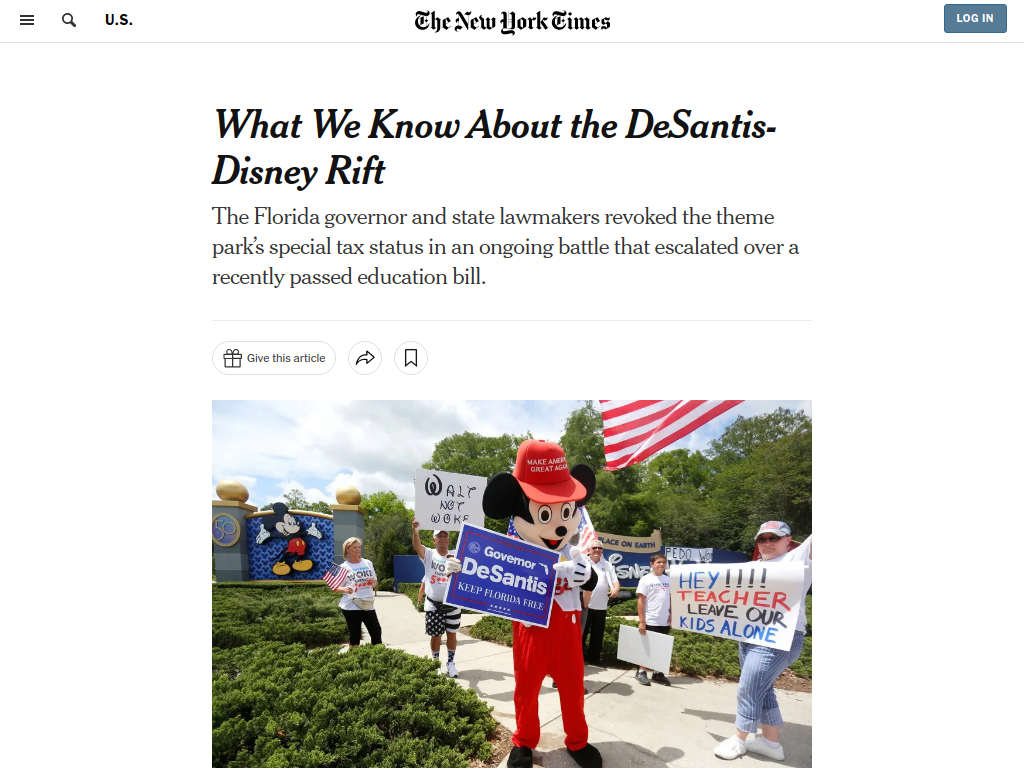 U.S.
The New York Times
LOG IN
What We Know About the DeSantis-
Disney Rift
The Florida governor and state lawmakers revoked the theme
park's special tax status in an ongoing battle that escalated over a
recently passed education bill.
Give this article
MAKE AMERICA
GREAT AGAIN
WALT
NOT
WOKE
50
PLACE ON EARTH
PEDO
WOKE
Governor
DeSantis
KEEP FLORIDA FREE
HEY !!!!
TEACHER
LEAVE OUR
KIDS ALONE